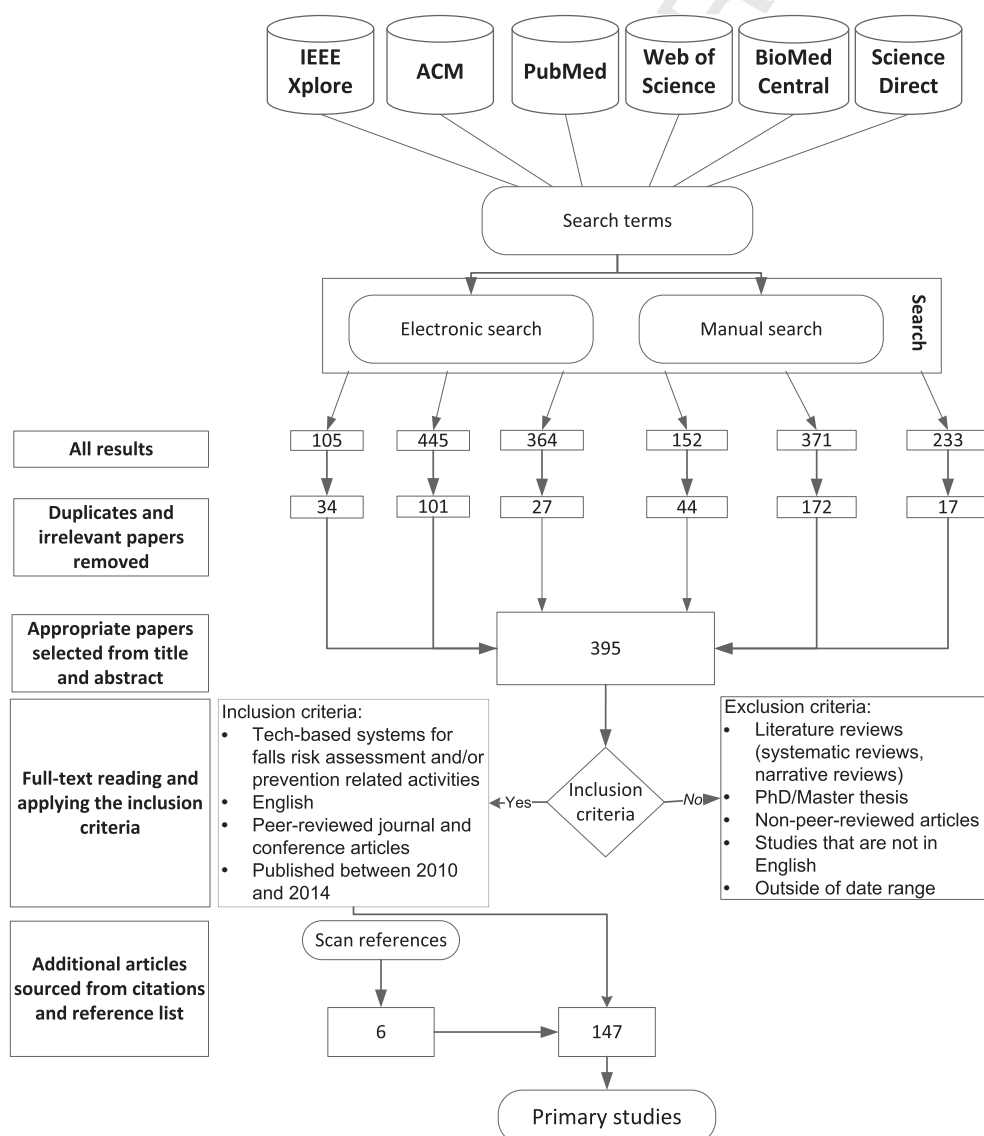 IEEE
Xplore
ACM
PubMed
Web of
Science
BioMed
Central
Science
Direct
Search terms
Electronic search
Manual search
Search
All results
105
445
364
152
371
233
Duplicates and
irrelevant papers
removed
34
101
27
44
172
17
Appropriate papers
selected from title
and abstract
395
Full-text reading and
applying the inclusion
criteria
Inclusion criteria:
• Tech-based systems for
falls risk assessment and/or
prevention related activities
• English
• Peer-reviewed journal and
conference articles
• Published between 2010
and 2014
Yes
Inclusion
criteria
No
Exclusion criteria:
• Literature reviews
(systematic reviews,
narrative reviews)
• PhD/Master thesis
• Non-peer-reviewed articles
• Studies that are not in
English
• Outside of date range
Additional articles
sourced from citations
and reference list
Scan references
6
147
Primary studies